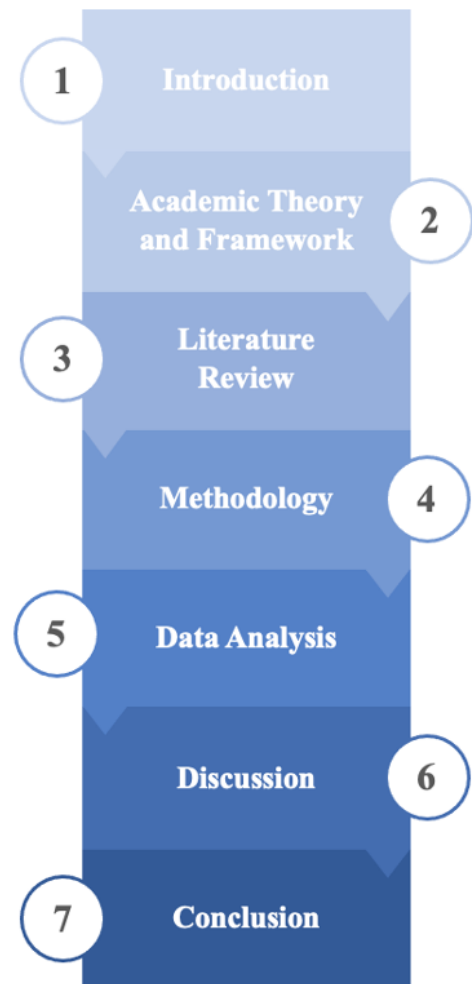 1
Introduction
Academic Theory
and Framework
2
3
Literature
Review
Methodology
4
5
Data Analysis
Discussion
6
7
Conclusion